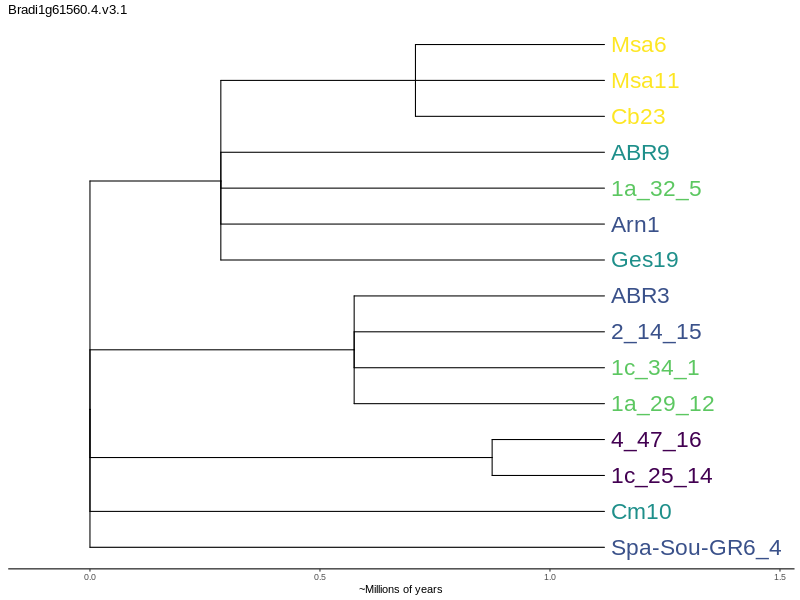 Bradi1g61560.4.v3.1
Msa6
Msa11
Cb23
ABR9
1a_32_5
Arn1
Ges19
ABR3
2_14_15
1c_34_1
1a_29_12
4_47_16
1c_25_14
Cm10
Spa-Sou-GR6_4
0.0 0.5 1.0 1.5
~Millions of years